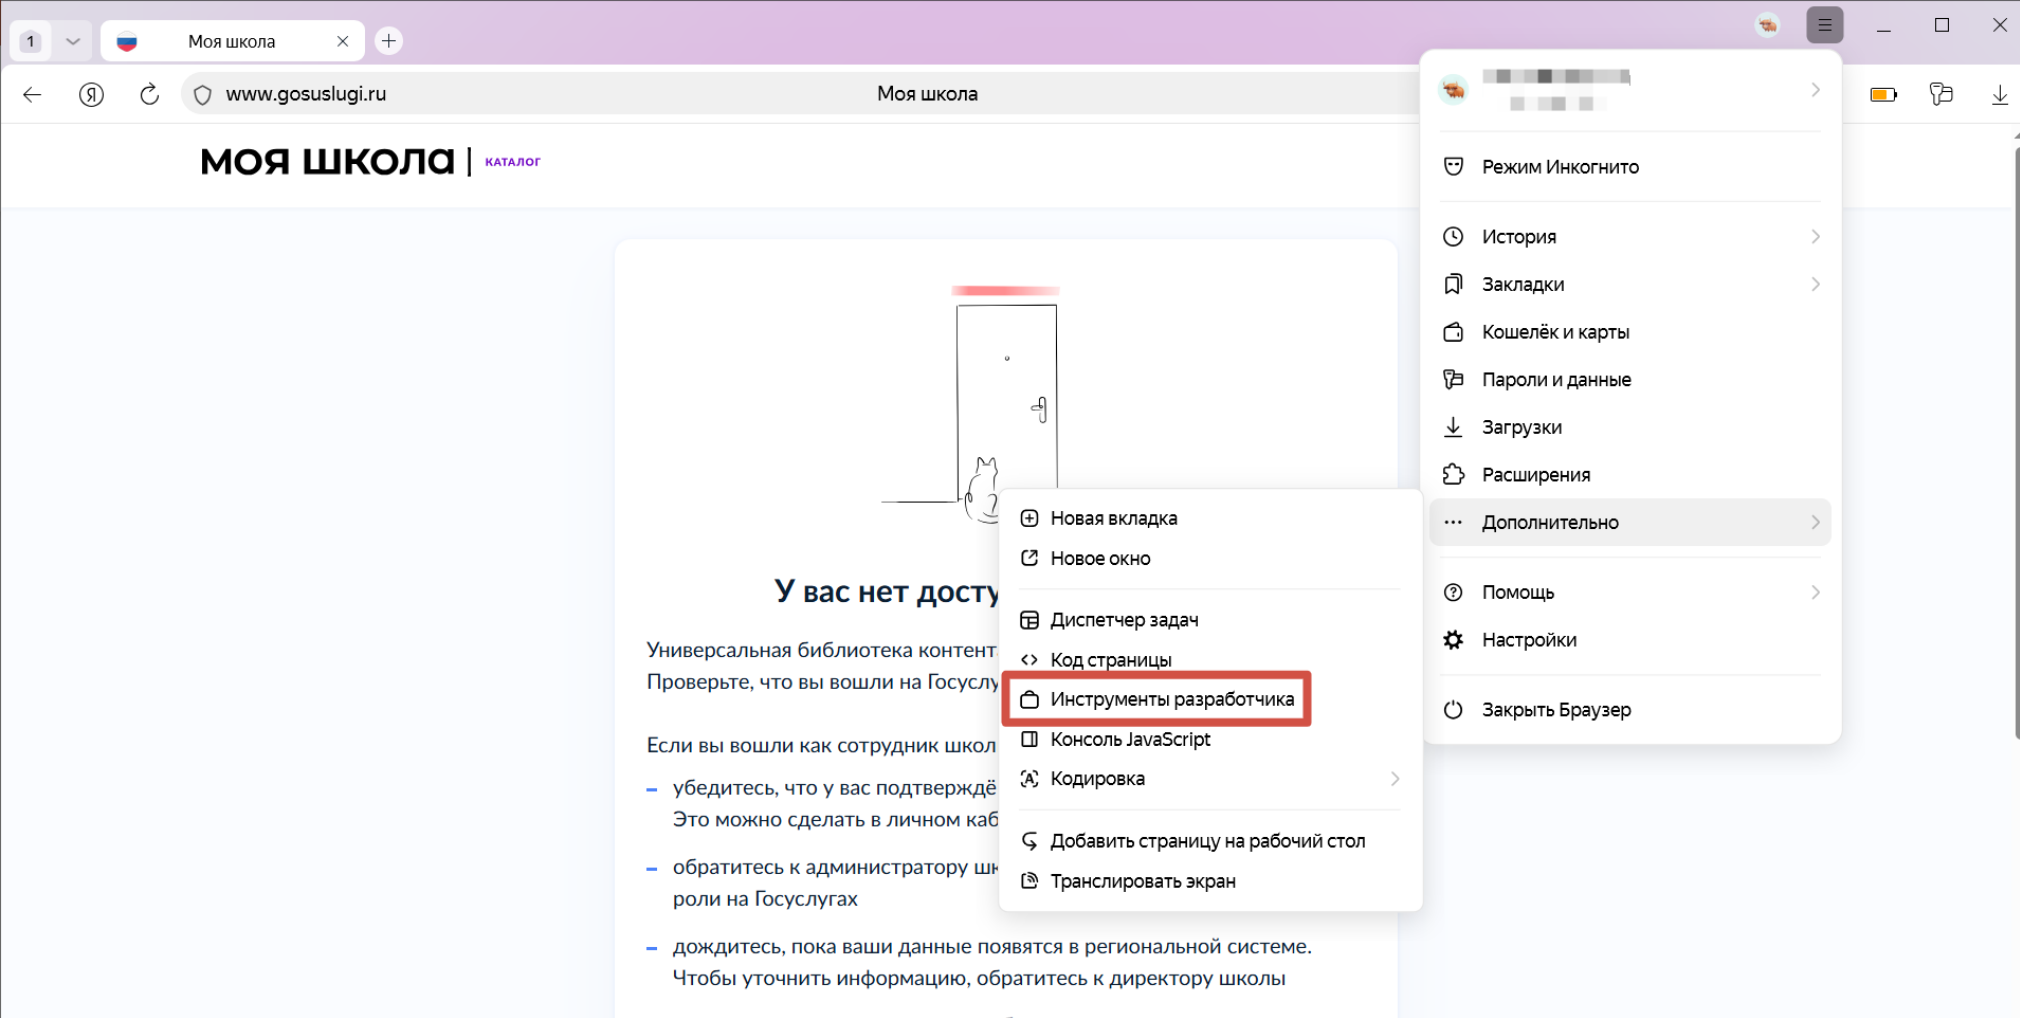 1
Моя школа
Я
www.gosuslugi.ru
Моя школа
моя школа
КАТАЛОГ
Режим Инкогнито
История
Закладки
Кошелёк и карты
Пароли и данные
Загрузки
Расширения
Дополнительно
Помощь
Настройки
Закрыть Браузер
Новая вкладка
Новое окно
Диспетчер задач
Код страницы
Инструменты разработчика
Консоль JavaScript
Кодировка
Добавить страницу на рабочий стол
Транслировать экран
У вас нет досту
Универсальная библиотека контент
Проверьте, что вы вошли на Госуслу
Если вы вошли как сотрудник школ
убедитесь, что у вас подтверждё
Это можно сделать в личном каб
обратитесь к администратору шк
роли на Госуслугах
дождитесь, пока ваши данные появятся в региональной системе.
Чтобы уточнить информацию, обратитесь к директору школы